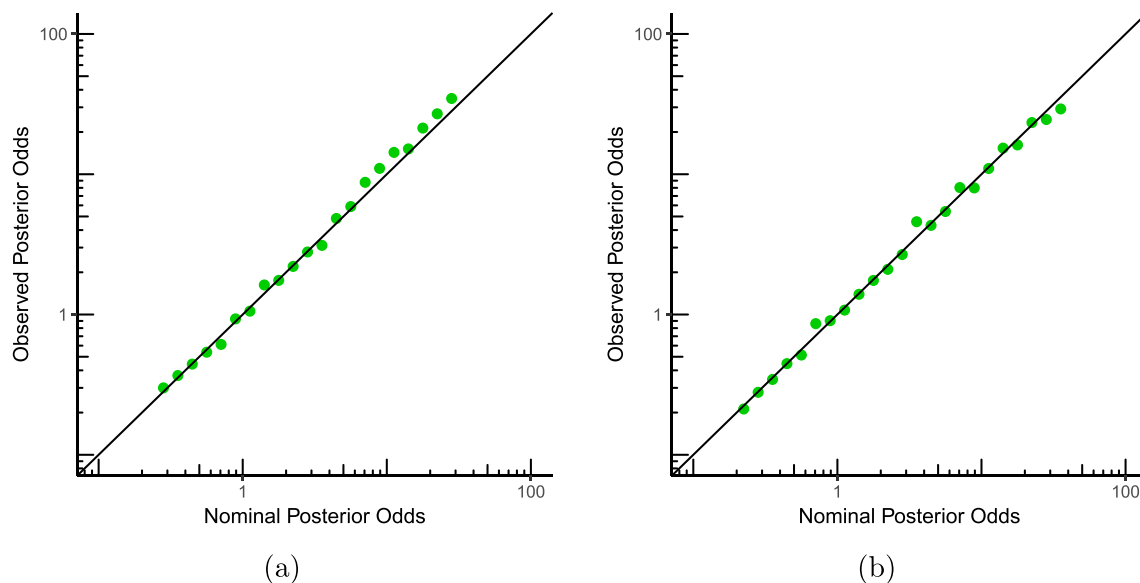 100
1
Observed Posterior Odds
1
100
Nominal Posterior Odds
(a)
100
1
Observed Posterior Odds
1
100
Nominal Posterior Odds
(b)